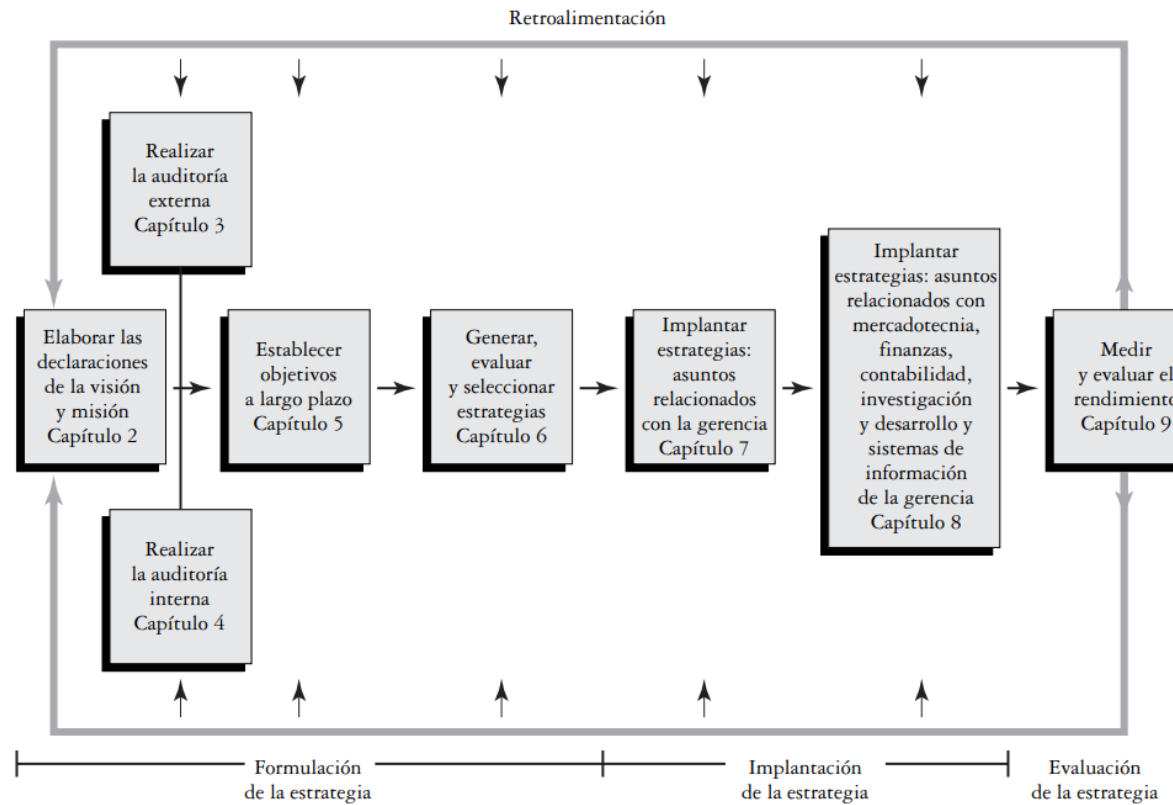 Retroalimentación
Realizar
la auditoría
externa
Capítulo 3
Elaborar las
declaraciones
de la visión
y misión
Capítulo 2
Realizar
la auditoría
interna
Capítulo 4
Establecer
objetivos
a largo plazo
Capítulo 5
Generar,
evaluar
y seleccionar
estrategias
Capítulo 6
Implantar
estrategias:
asuntos
relacionados
con la gerencia
Capítulo 7
Implantar
estrategias: asuntos
relacionados con
mercadotecnia,
finanzas,
contabilidad,
investigación
y desarrollo y
sistemas de
información
de la gerencia
Capítulo 8
Medir
y evaluar el
rendimiento
Capítulo 9
Formulación
de la estrategia
Implantación
de la estrategia
Evaluación
de la estrategia